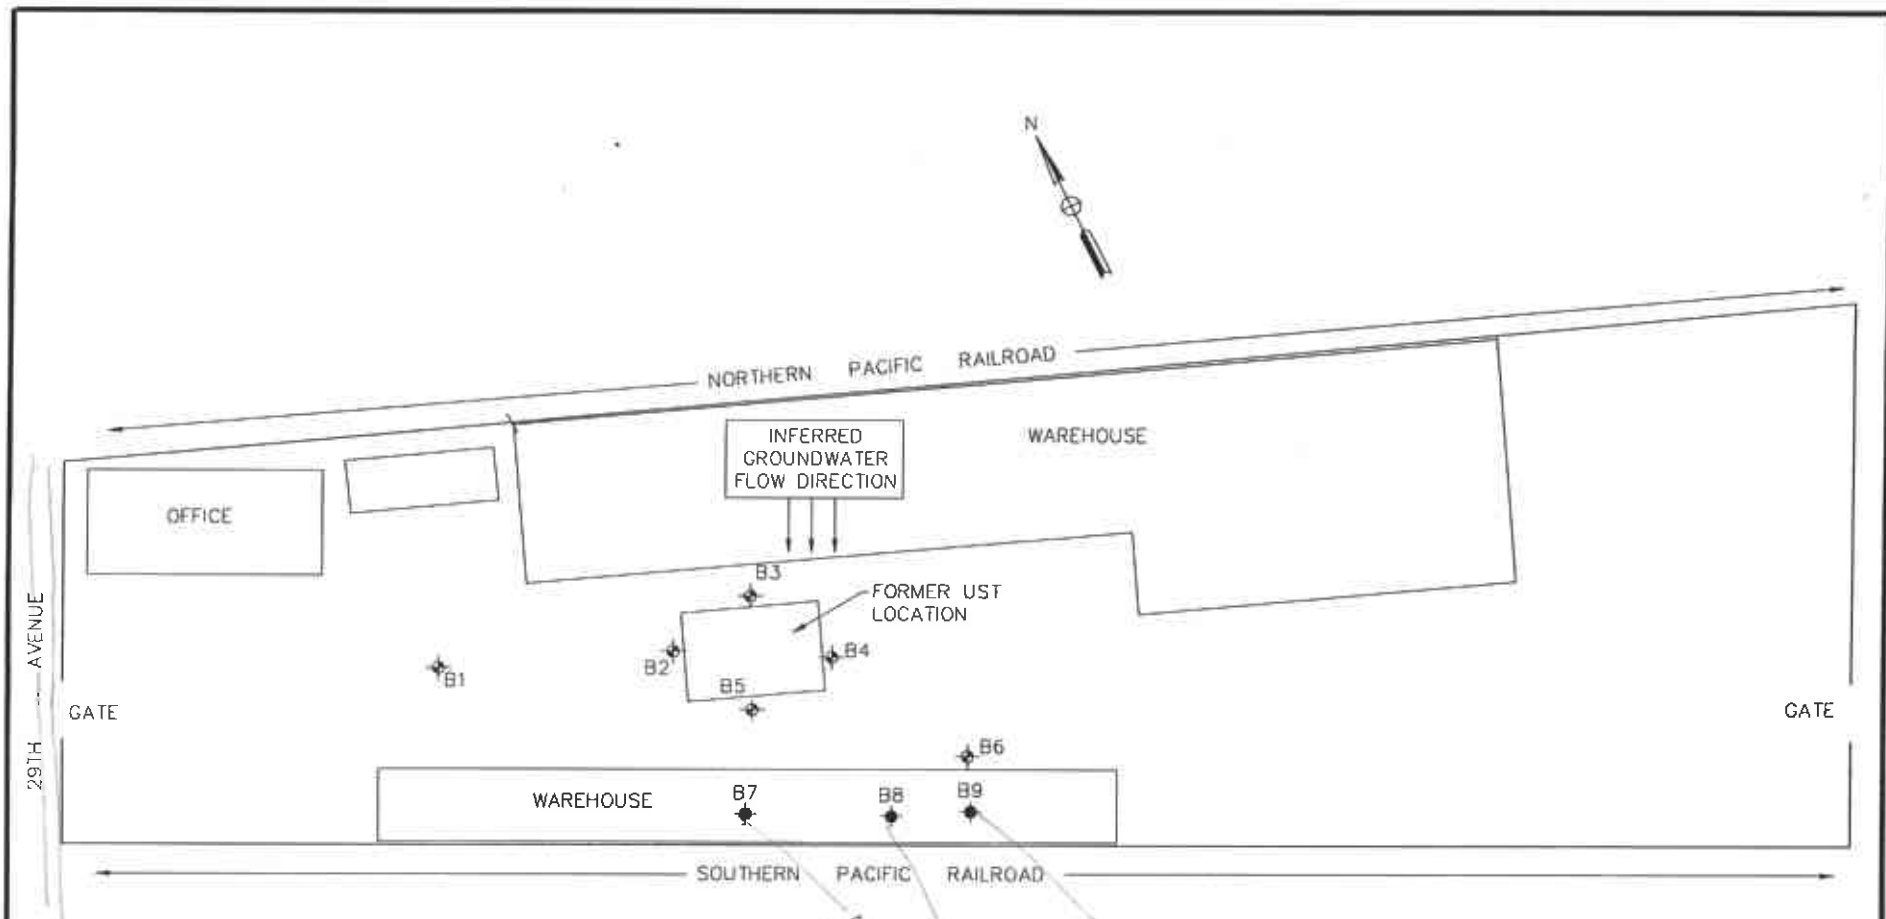 N
NORTHERN PACIFIC RAILROAD
INFERRED
GROUNDWATER
FLOW DIRECTION
WAREHOUSE
OFFICE
B3
FORMER UST
LOCATION
B2
B4
B1
B5
29TH AVENUE
GATE
GATE
B6
WAREHOUSE
B7
B8
B9
SOUTHERN PACIFIC RAILROAD